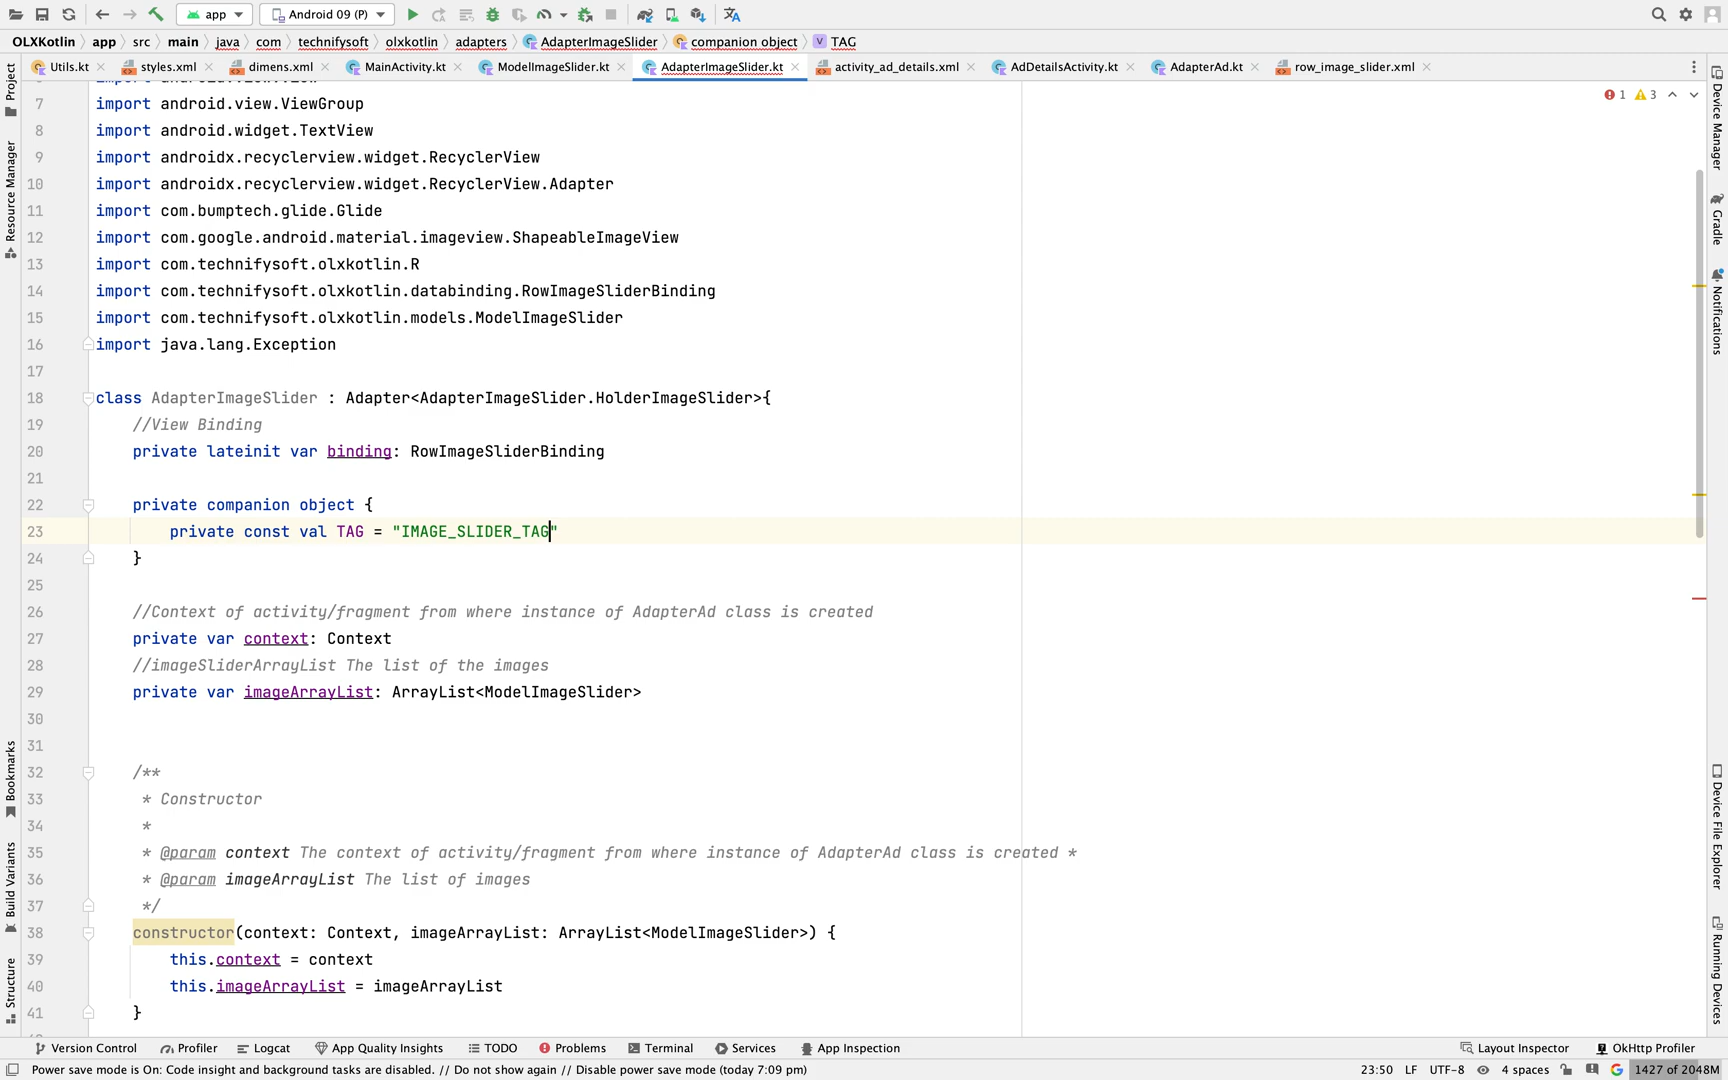 app Android 09 (P)
OLXKotlin app src main java com technifysoft olxkotlin adapters AdapterImageSlider companion object TAG
Utils.kt styles.xml dimens.xml MainActivity.kt ModelImageSlider.kt AdapterImageSlider.kt activity_ad_details.xml AdDetailsActivity.kt AdapterAd.kt row_image_slider.xml
1 3
7 import android.view.ViewGroup
8 import android.widget.TextView
9 import androidx.recyclerview.widget.RecyclerView
10 import androidx.recyclerview.widget.RecyclerView.Adapter
11 import com.bumptech.glide.Glide
12 import com.google.android.material.imageview.ShapeableImageView
13 import com.technifysoft.olxkotlin.R
14 import com.technifysoft.olxkotlin.databinding.RowImageSliderBinding
15 import com.technifysoft.olxkotlin.models.ModelImageSlider
16 import java.lang.Exception
17
18 class AdapterImageSlider : Adapter<AdapterImageSlider.HolderImageSlider>{
19 //View Binding
20 private lateinit var binding: RowImageSliderBinding
21
22 private companion object {
23 private const val TAG = "IMAGE_SLIDER_TAG"
24 }
25
26 //Context of activity/fragment from where instance of AdapterAd class is created
27 private var context: Context
28 //imageSliderArrayList The list of the images
29 private var imageArrayList: ArrayList<ModelImageSlider>
30
31
32 /**
33 * Constructor
34 *
35 * @param context The context of activity/fragment from where instance of AdapterAd class is created *
36 * @param imageArrayList The list of images
37 */
38 constructor(context: Context, imageArrayList: ArrayList<ModelImageSlider>) {
39 this.context = context
40 this.imageArrayList = imageArrayList
41 }
Project
Resource Manager
Bookmarks
Build Variants
Structure
Device Manager
Gradle
Notifications
Device File Explorer
Running Devices
Version Control Profiler Logcat App Quality Insights TODO Problems Terminal Services App Inspection Layout Inspector OkHttp Profiler
Power save mode is On: Code insight and background tasks are disabled. // Do not show again // Disable power save mode (today 7:09 pm) 23:50 LF UTF-8 4 spaces 1427 of 2048M